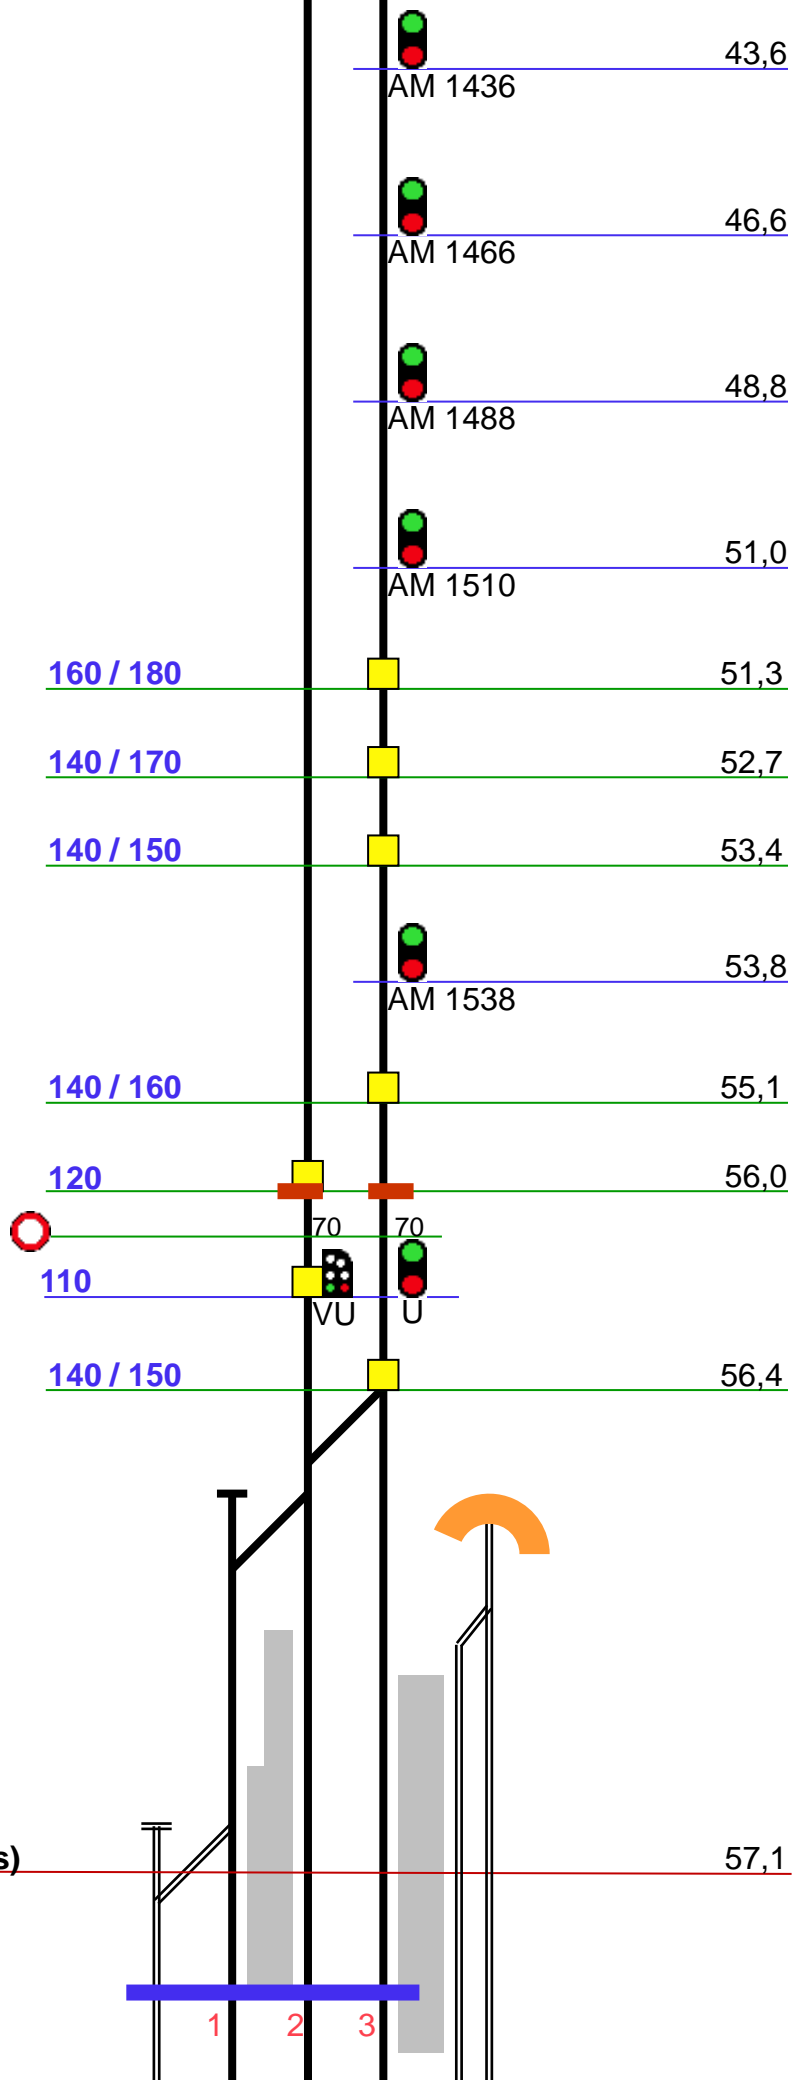 43,6
AM 1436
46,6
AM 1466
48,8
AM 1488
51,0
AM 1510
160 / 180 51,3
140 / 170 52,7
140 / 150 53,4
53,8
AM 1538
140 / 160 55,1
120 56,0
70 70
110
VU U
140 / 150 56,4
s) 57,1
1 2 3